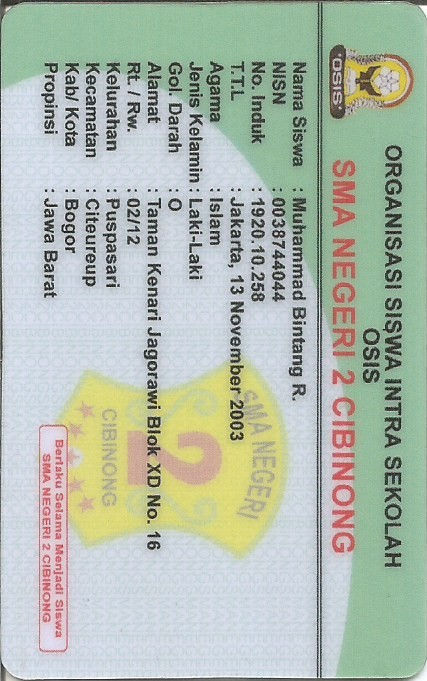 ORGANISASI SISWA INTRA SEKOLAH
OSIS
SMA NEGERI 2 CIBINONG
"OSIS"
Nama Siswa : Muhammad Bintang R.
NISN : 0038744044
No. Induk : 1920.10.258
T.T.L : Jakarta, 13 November 2003
Agama : Islam
Jenis Kelamin : Laki-Laki
Gol. Darah : O
Alamat : Taman Kenari Jagorawi Blok XD No. 16
Rt. / Rw. : 02/12
Kelurahan : Puspasari
Kecamatan : Citeureup
Kab/ Kota : Bogor
Propinsi : Jawa Barat
SMA NEGERI
2
CIBINONG
Berlaku Selama Menjadi Siswa
SMA NEGERI 2 CIBINONG